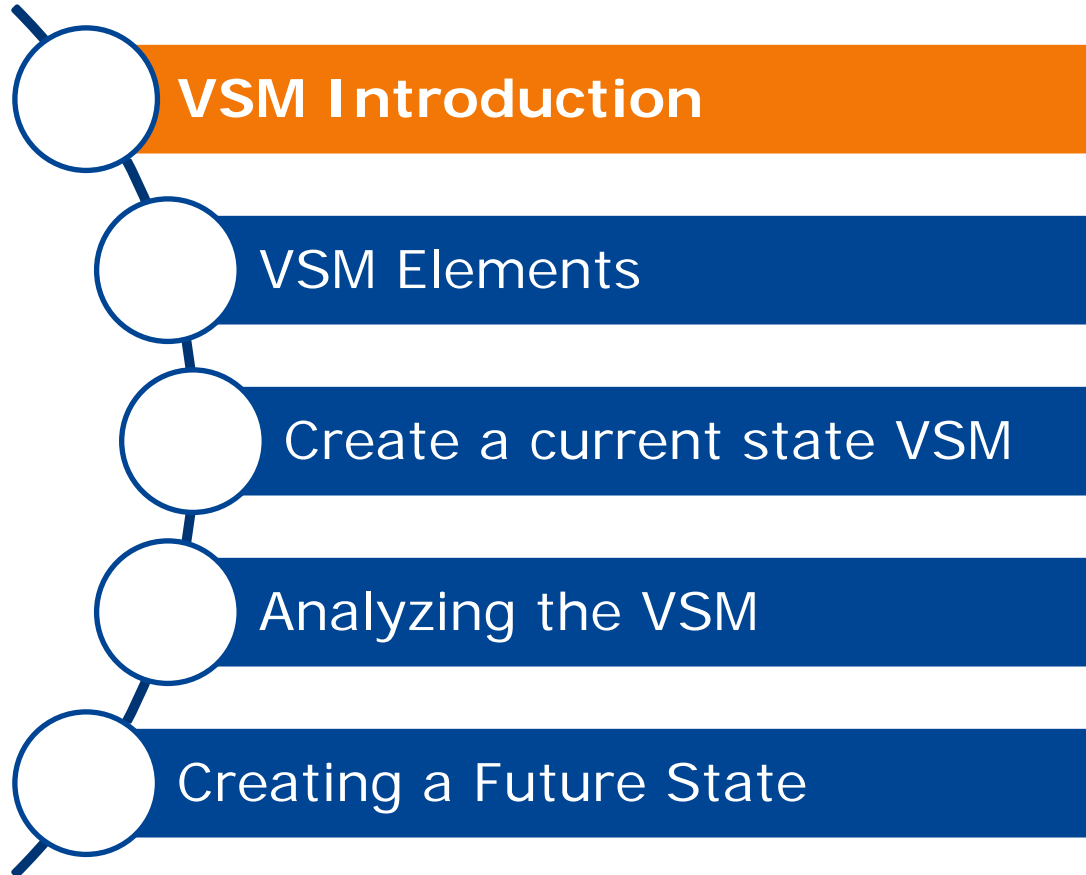 VSM Introduction
VSM Elements
Create a current state VSM
Analyzing the VSM
Creating a Future State